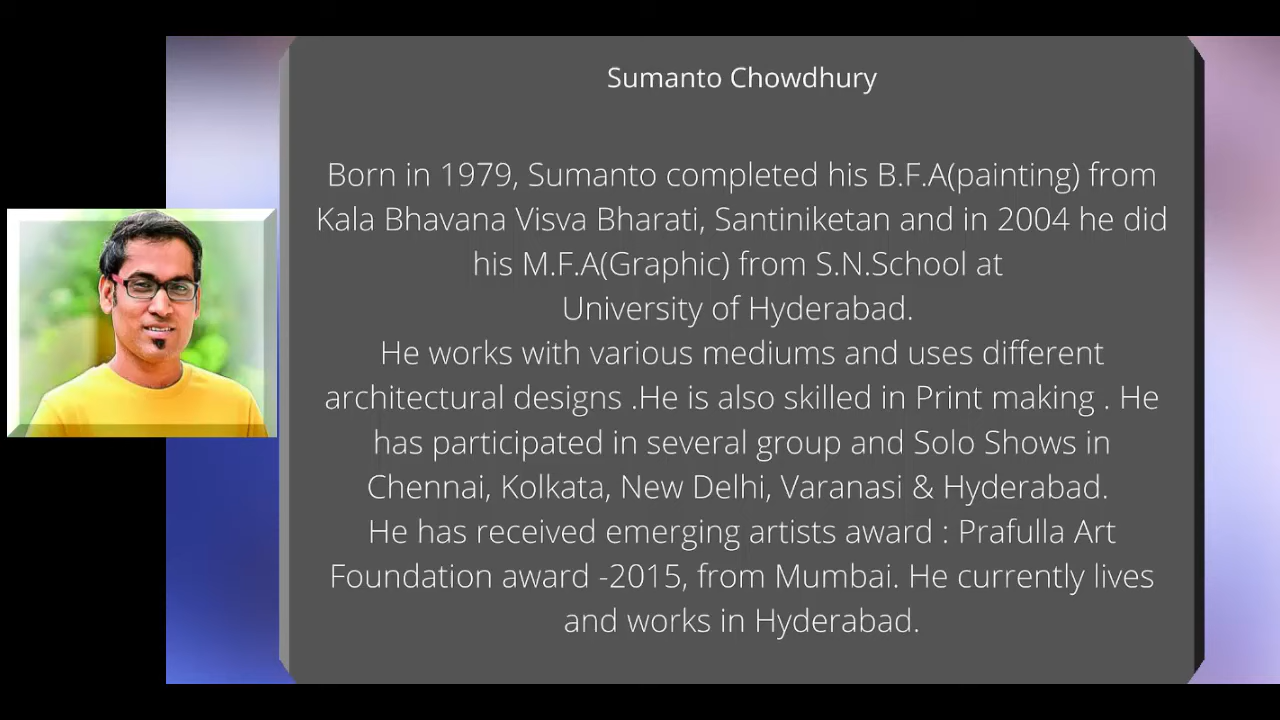 Sumanto Chowdhury
Born in 1979, Sumanto completed his B.F.A(painting) from
Kala Bhavana Visva Bharati, Santiniketan and in 2004 he did
his M.F.A(Graphic) from S.N.School at
University of Hyderabad.
He works with various mediums and uses different
architectural designs .He is also skilled in Print making . He
has participated in several group and Solo Shows in
Chennai, Kolkata, New Delhi, Varanasi & Hyderabad.
He has received emerging artists award : Prafulla Art
Foundation award -2015, from Mumbai. He currently lives
and works in Hyderabad.